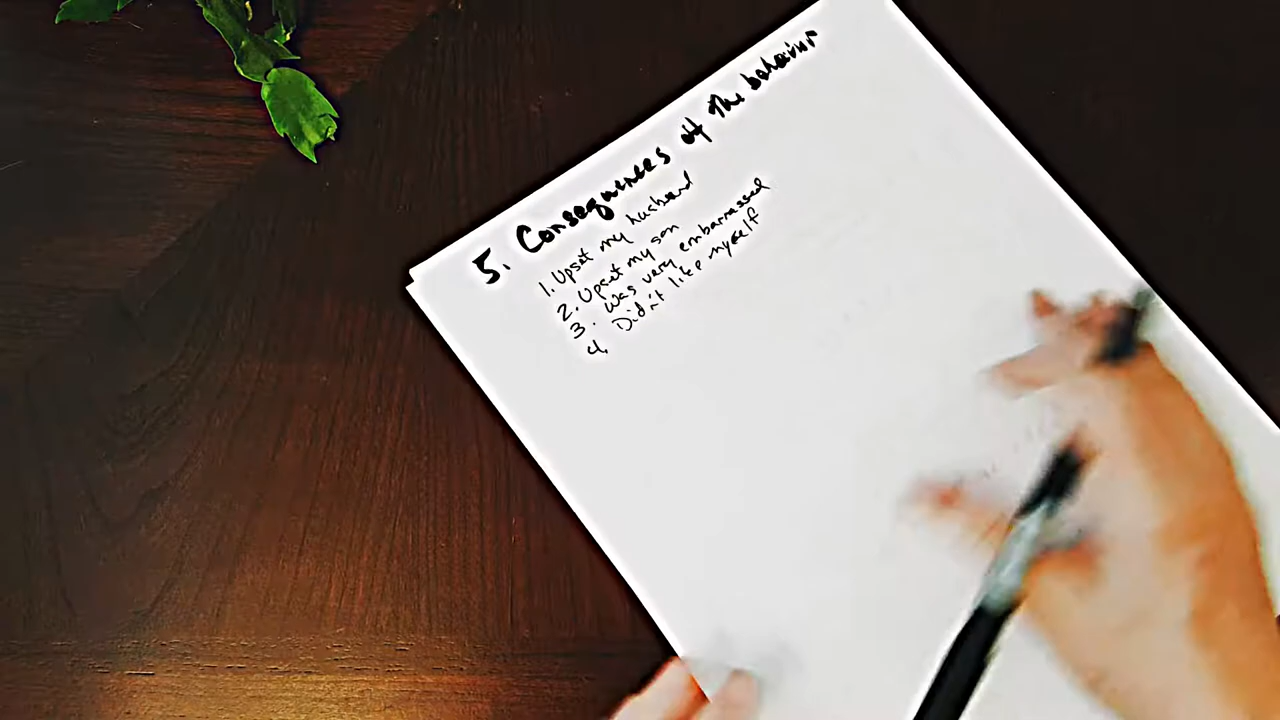 5. Consequences of the behavior
1. Upset my husband
2. Upset my son
3. Was very embarrassed
4. Didn't like myself